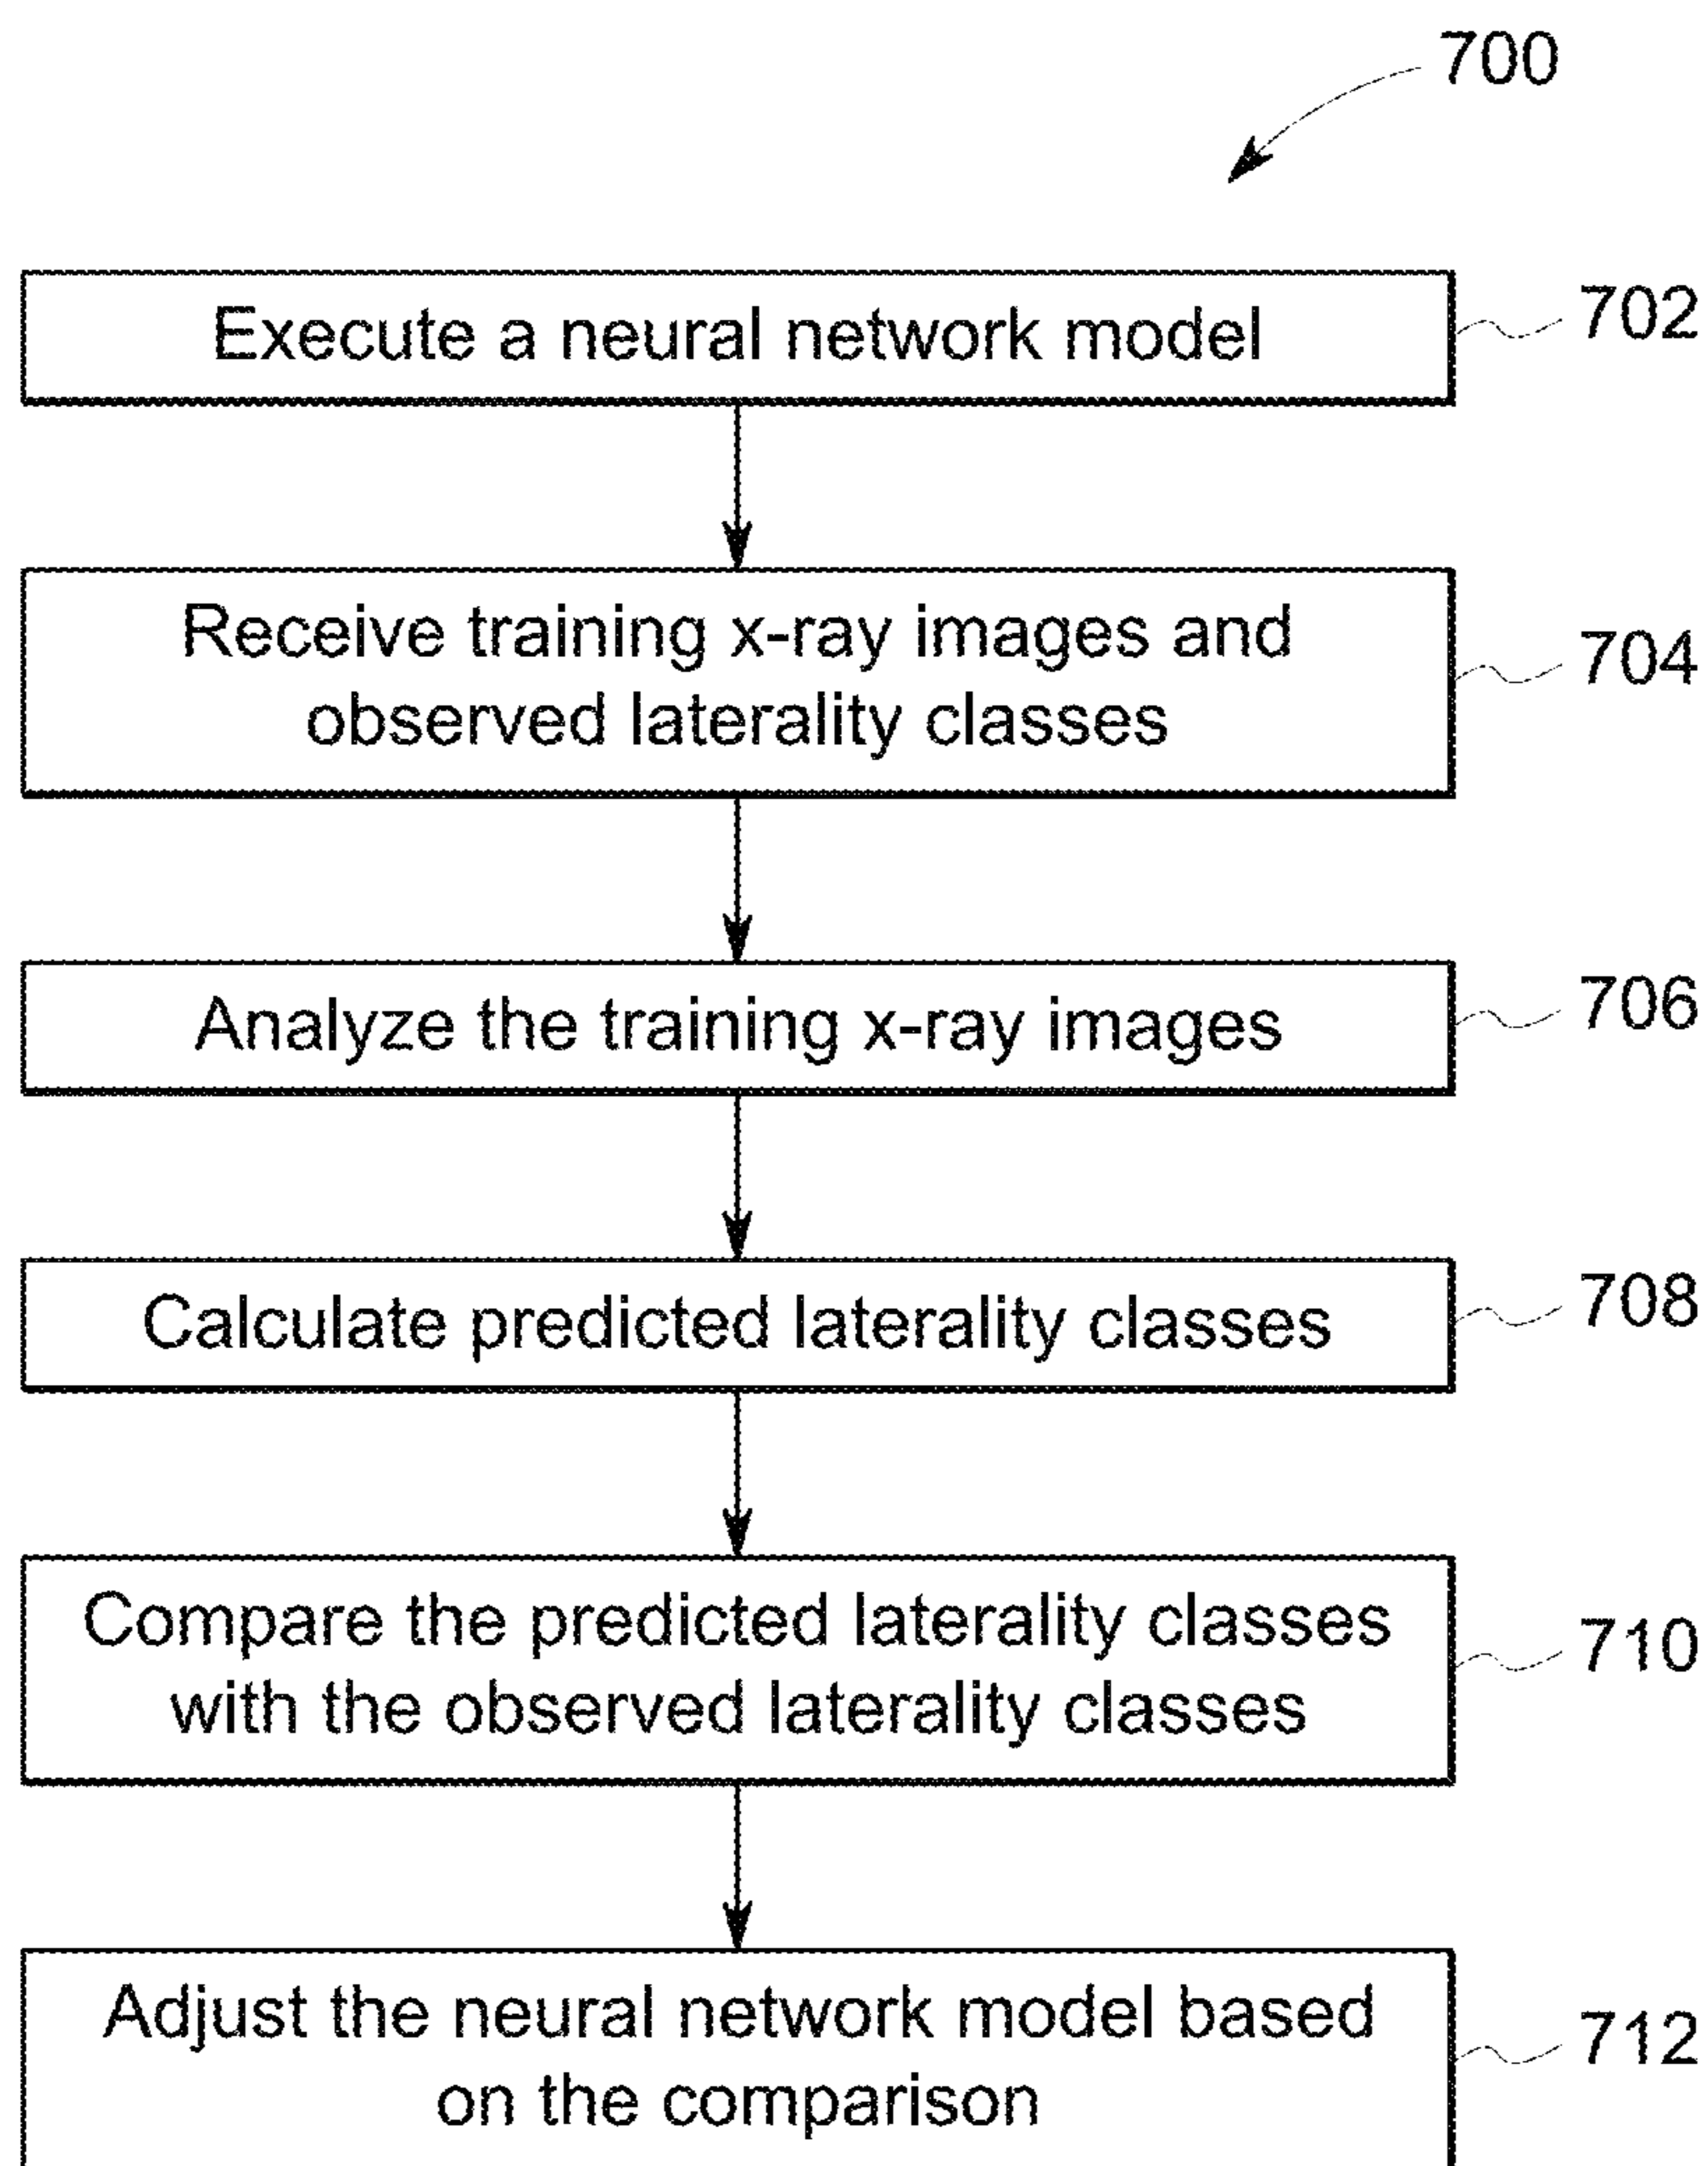 700
Execute a neural network model
702
Receive training x-ray images and
observed laterality classes
704
Analyze the training x-ray images
706
Calculate predicted laterality classes
708
Compare the predicted laterality classes
with the observed laterality classes
710
Adjust the neural network model based
on the comparison
712